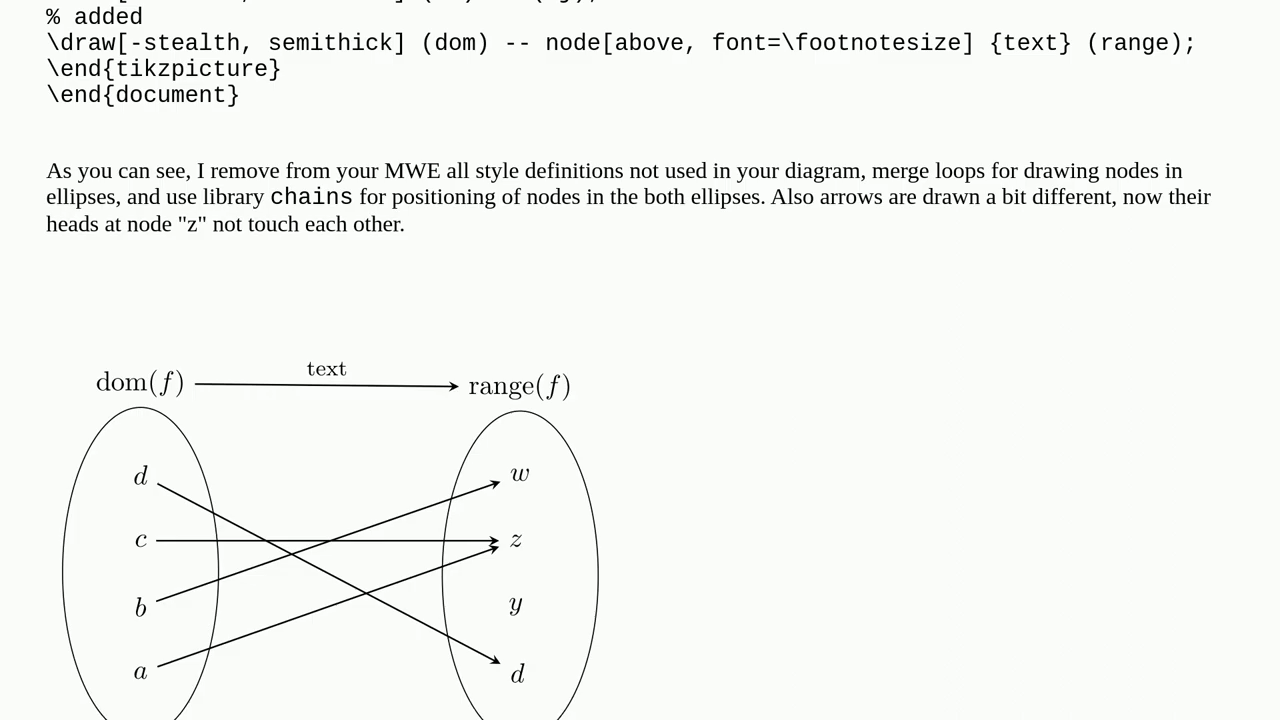 % added
\draw[-stealth, semithick] (dom) -- node[above, font=\footnotesize] {text} (range);
\end{tikzpicture}
\end{document}
As you can see, I remove from your MWE all style definitions not used in your diagram, merge loops for drawing nodes in
ellipses, and use library chains for positioning of nodes in the both ellipses. Also arrows are drawn a bit different, now their
heads at node "z" not touch each other.
text
dom(f) range(f)
d w
c z
b y
a d